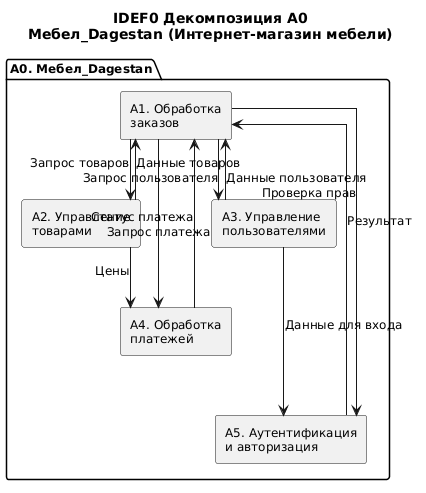 IDEF0 Декомпозиция A0
Мебел_Dagestan (Интернет-магазин мебели)
A0. Мебел_Dagestan
A1. Обработка
заказов
Запрос товаров
Данные товаров
Запрос пользователя
Данные пользователя
Проверка прав
A2. Управление
товарами
Статус платежа
Запрос платежа
A3. Управление
пользователями
Результат
Цены
A4. Обработка
платежей
Данные для входа
A5. Аутентификация
и авторизация